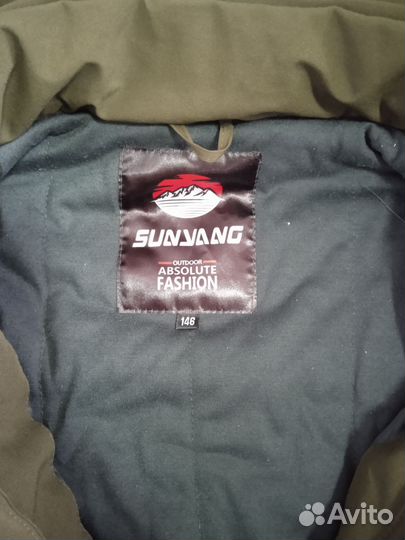 SUNYANG
OUTDOOR
ABSOLUTE
FASHION
146
Avito